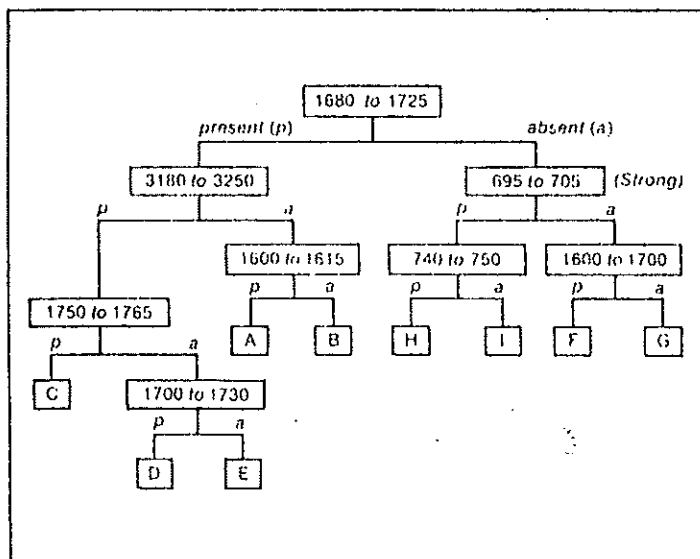 1680 to 1725
present (p) absent (a)
3180 to 3250 695 to 705 (Strong)
p a p a
1600 to 1615 740 to 750 1600 to 1700
1750 to 1765 p a p a p a
A B H I F G
p a
C 1700 to 1730
p a
D E